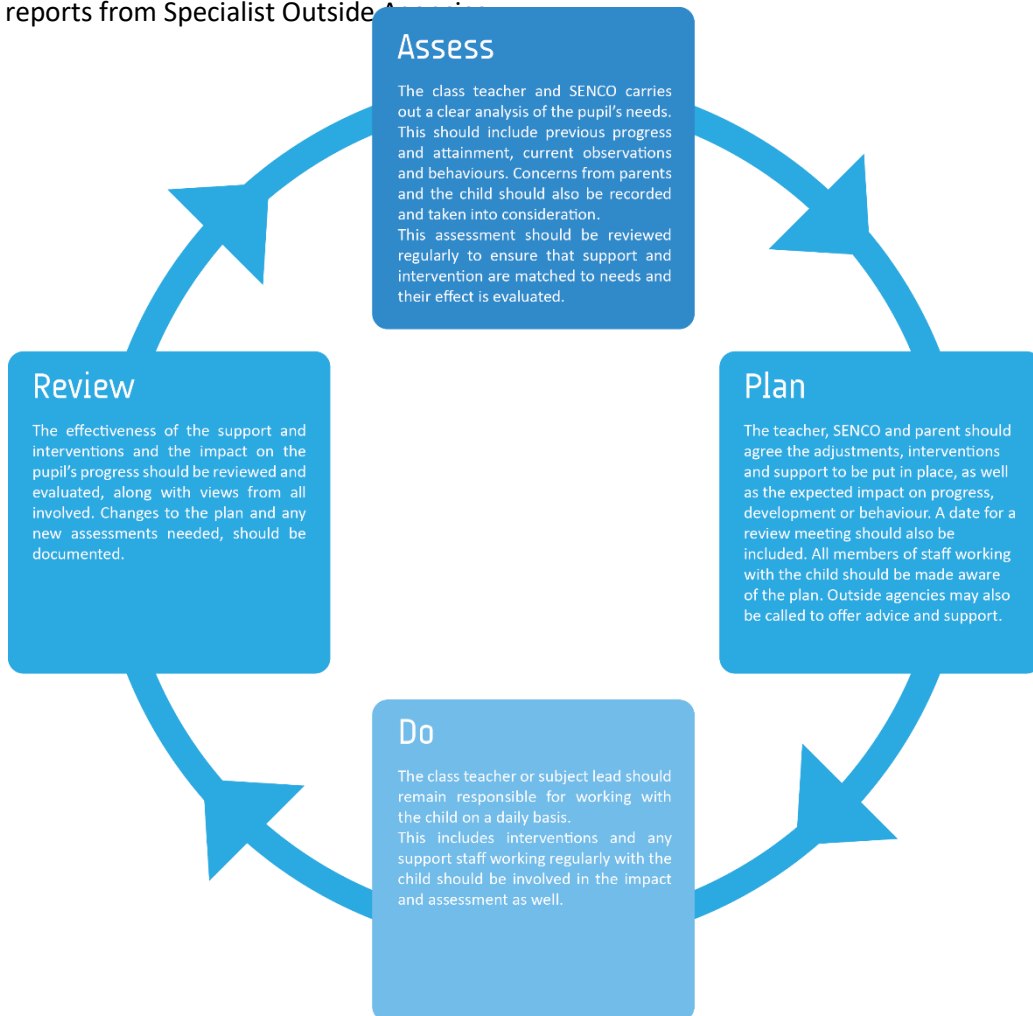 reports from Specialist Outside
Assess
The class teacher and SENCO carries
out a clear analysis of the pupil's needs.
This should include previous progress
and attainment, current observations
and behaviours. Concerns from parents
and the child should also be recorded
and taken into consideration.
This assessment should be reviewed
regularly to ensure that support and
intervention are matched to needs and
their effect is evaluated.
Plan
The teacher, SENCO and parent should
agree the adjustments, interventions
and support to be put in place, as well
as the expected impact on progress,
development or behaviour. A date for a
review meeting should also be
included. All members of staff working
with the child should be made aware
of the plan. Outside agencies may also
be called to offer advice and support.
Do
The class teacher or subject lead should
remain responsible for working with
the child on a daily basis.
This includes interventions and any
support staff working regularly with the
child should be involved in the impact
and assessment as well.
Review
The effectiveness of the support and
interventions and the impact on the
pupil's progress should be reviewed and
evaluated, along with views from all
involved. Changes to the plan and any
new assessments needed, should be
documented.